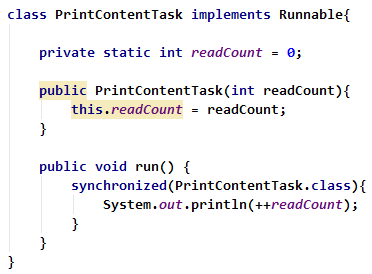 class PrintContentTask implements Runnable{
private static int readCount = 0;
public PrintContentTask(int readCount){
this.readCount = readCount;
}
public void run() {
synchronized(PrintContentTask.class){
System.out.println(++readCount);
}
}
}